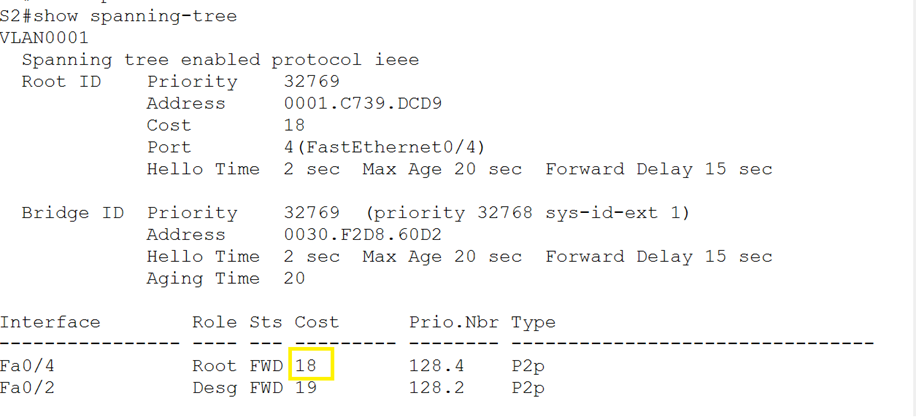 S2#show spanning-tree
VLAN0001
  Spanning tree enabled protocol ieee
  Root ID    Priority    32769
             Address     0001.C739.DCD9
             Cost        18
             Port        4(FastEthernet0/4)
             Hello Time  2 sec  Max Age 20 sec  Forward Delay 15 sec
  Bridge ID  Priority    32769  (priority 32768 sys-id-ext 1)
             Address     0030.F2D8.60D2
             Hello Time  2 sec  Max Age 20 sec  Forward Delay 15 sec
             Aging Time  20
Interface        Role Sts Cost      Prio.Nbr Type
---------------- ---- --- --------- -------- --------------------------------
Fa0/4            Root FWD 18        128.4    P2p
Fa0/2            Desg FWD 19        128.2    P2p